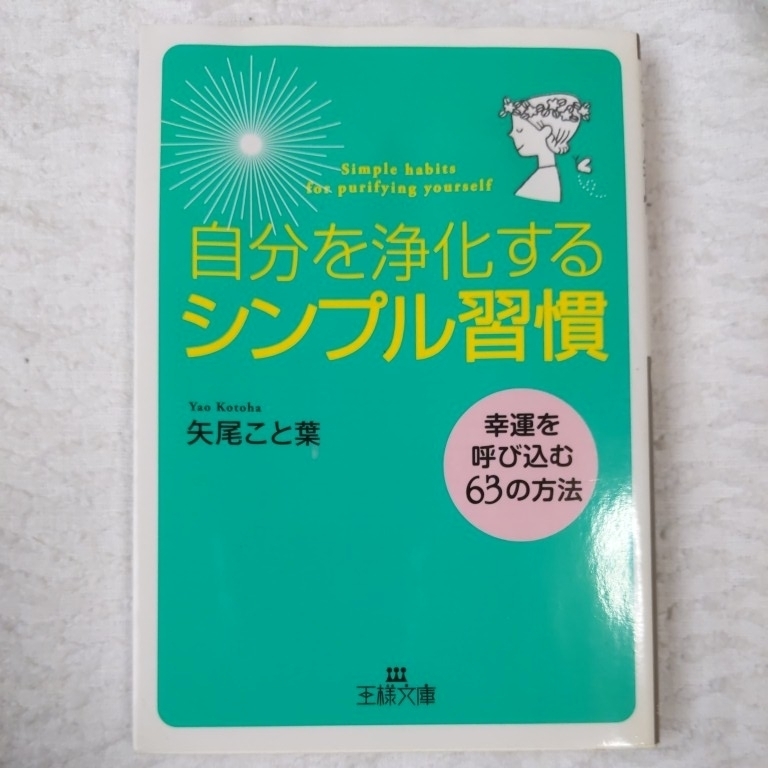 Simple habits
for purifying yourself
自分を浄化する
シンプル習慣
Yao Kotoha
矢尾こと葉
幸運を
呼び込む
63の方法
王様文庫